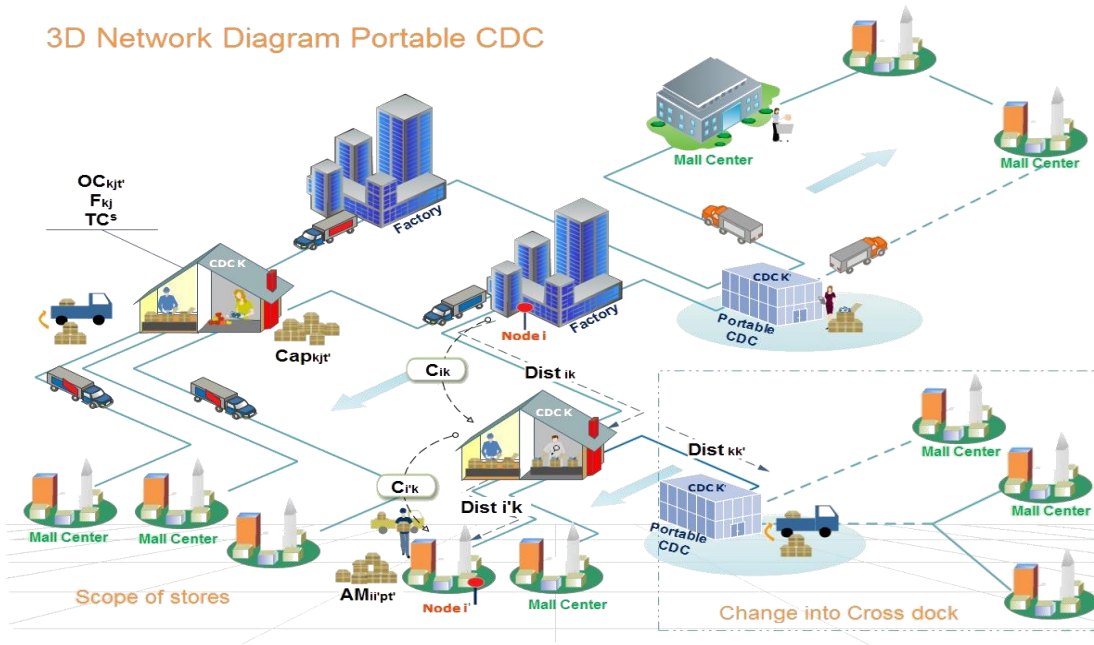 3D Network Diagram Portable CDC
Mall Center
Mall Center
OCkjt'
Fkj
TCs
Factory
CDC K
CDC K'
Portable
CDC
Factory
Node i
Capkjt'
Cik
Dist ik
CDC K
Dist kk'
Mall Center
CDC K'
Ci'k
Dist i'k
Mall Center
Mall Center
Mall Center
Portable
CDC
AMii'pt'
Scope of stores
Node i'
Mall Center
Change into Cross dock